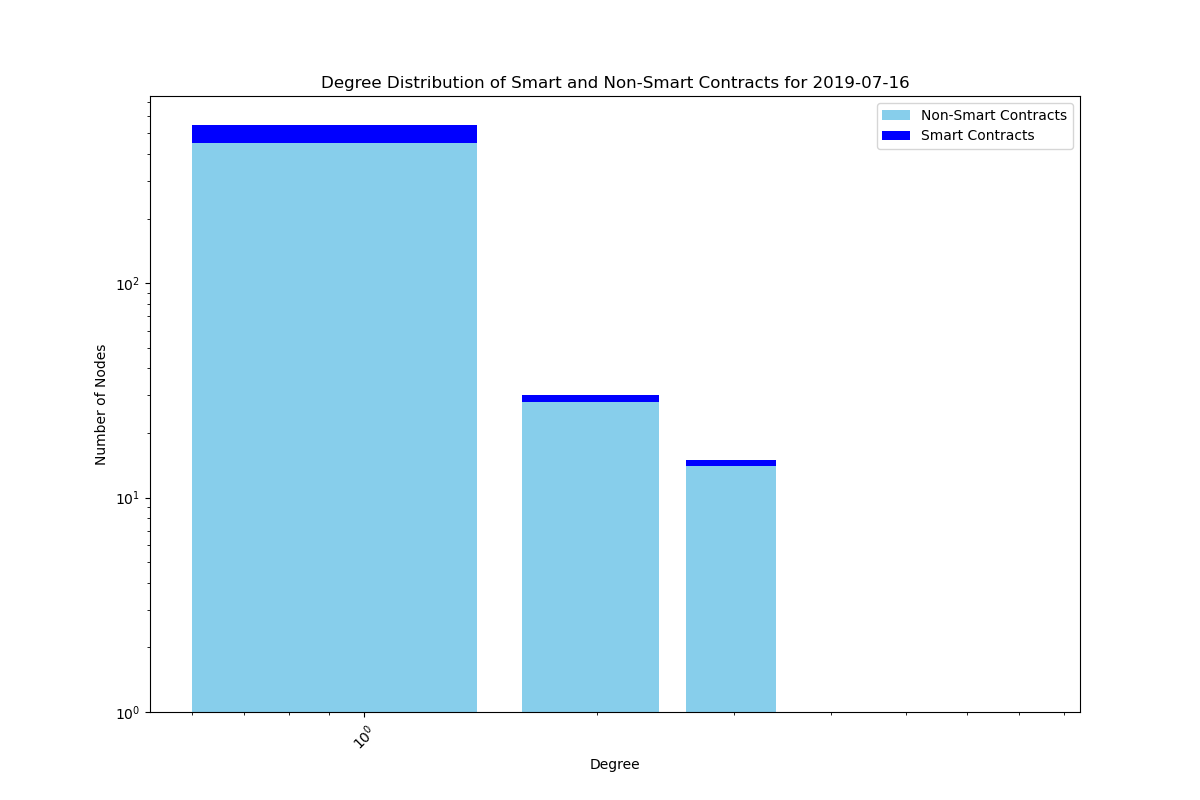 Degree Distribution of Smart and Non-Smart Contracts for 2019-07-16
Non-Smart Contracts
Smart Contracts
Number of Nodes
10²
10¹
10⁰
10⁰
Degree